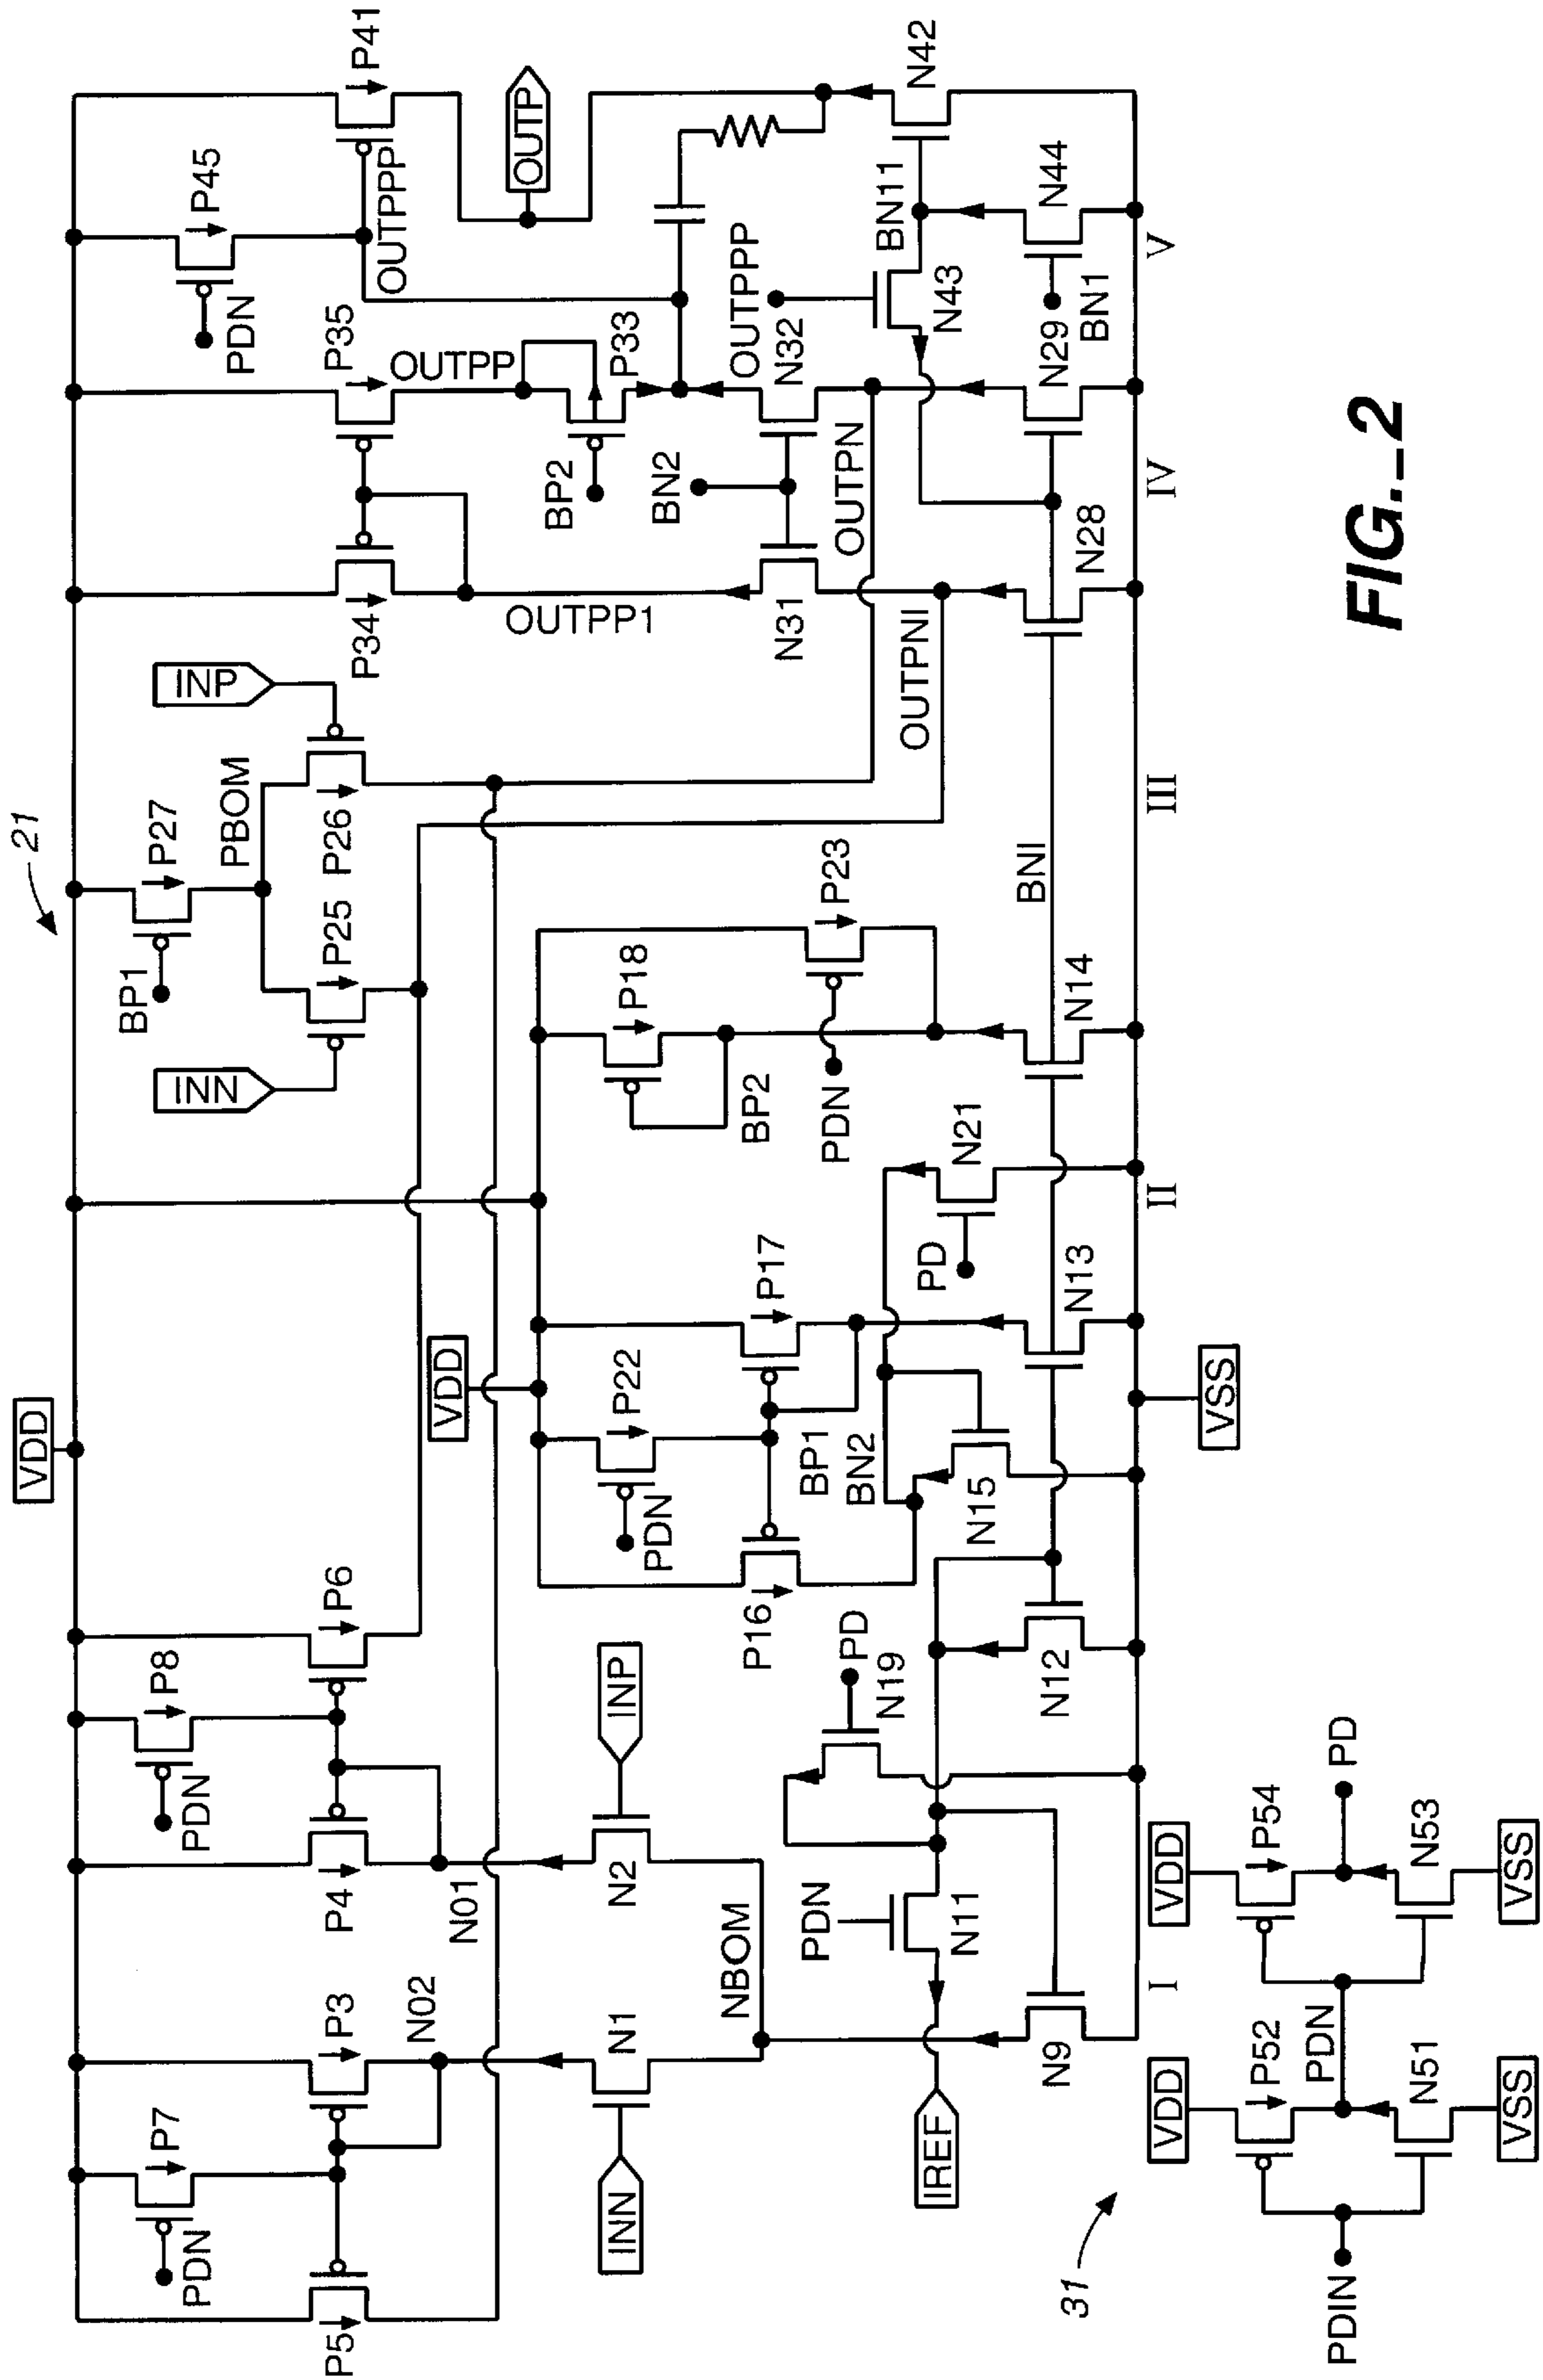 21
VDD
P7
PDN
P5
P3
N02
P8
PDN
P4
P6
N01
INN
N1
N2
INP
NBOM
BP1
P27
PBOM
INN
P25
P26
INP
P34
P35
PDN
P45
P41
OUTPPP
OUTPP
OUTPP1
BP2
P33
OUTP
VDD
PDN
P22
P16
P17
BP1
BN2
P18
BP2
PDN
P23
BN2
OUTPPP
N31
N32
OUTPN
OUTPNI
BN11
N42
N43
PD
N19
PDN
N11
IREF
N9
N12
N15
PD
N21
N13
N14
BNI
N28
N29
BN1
N44
I
II
III
IV
V
VSS
31
VDD
VDD
PDIN
P52
PDN
P54
PD
N51
N53
VSS
VSS
FIG._2